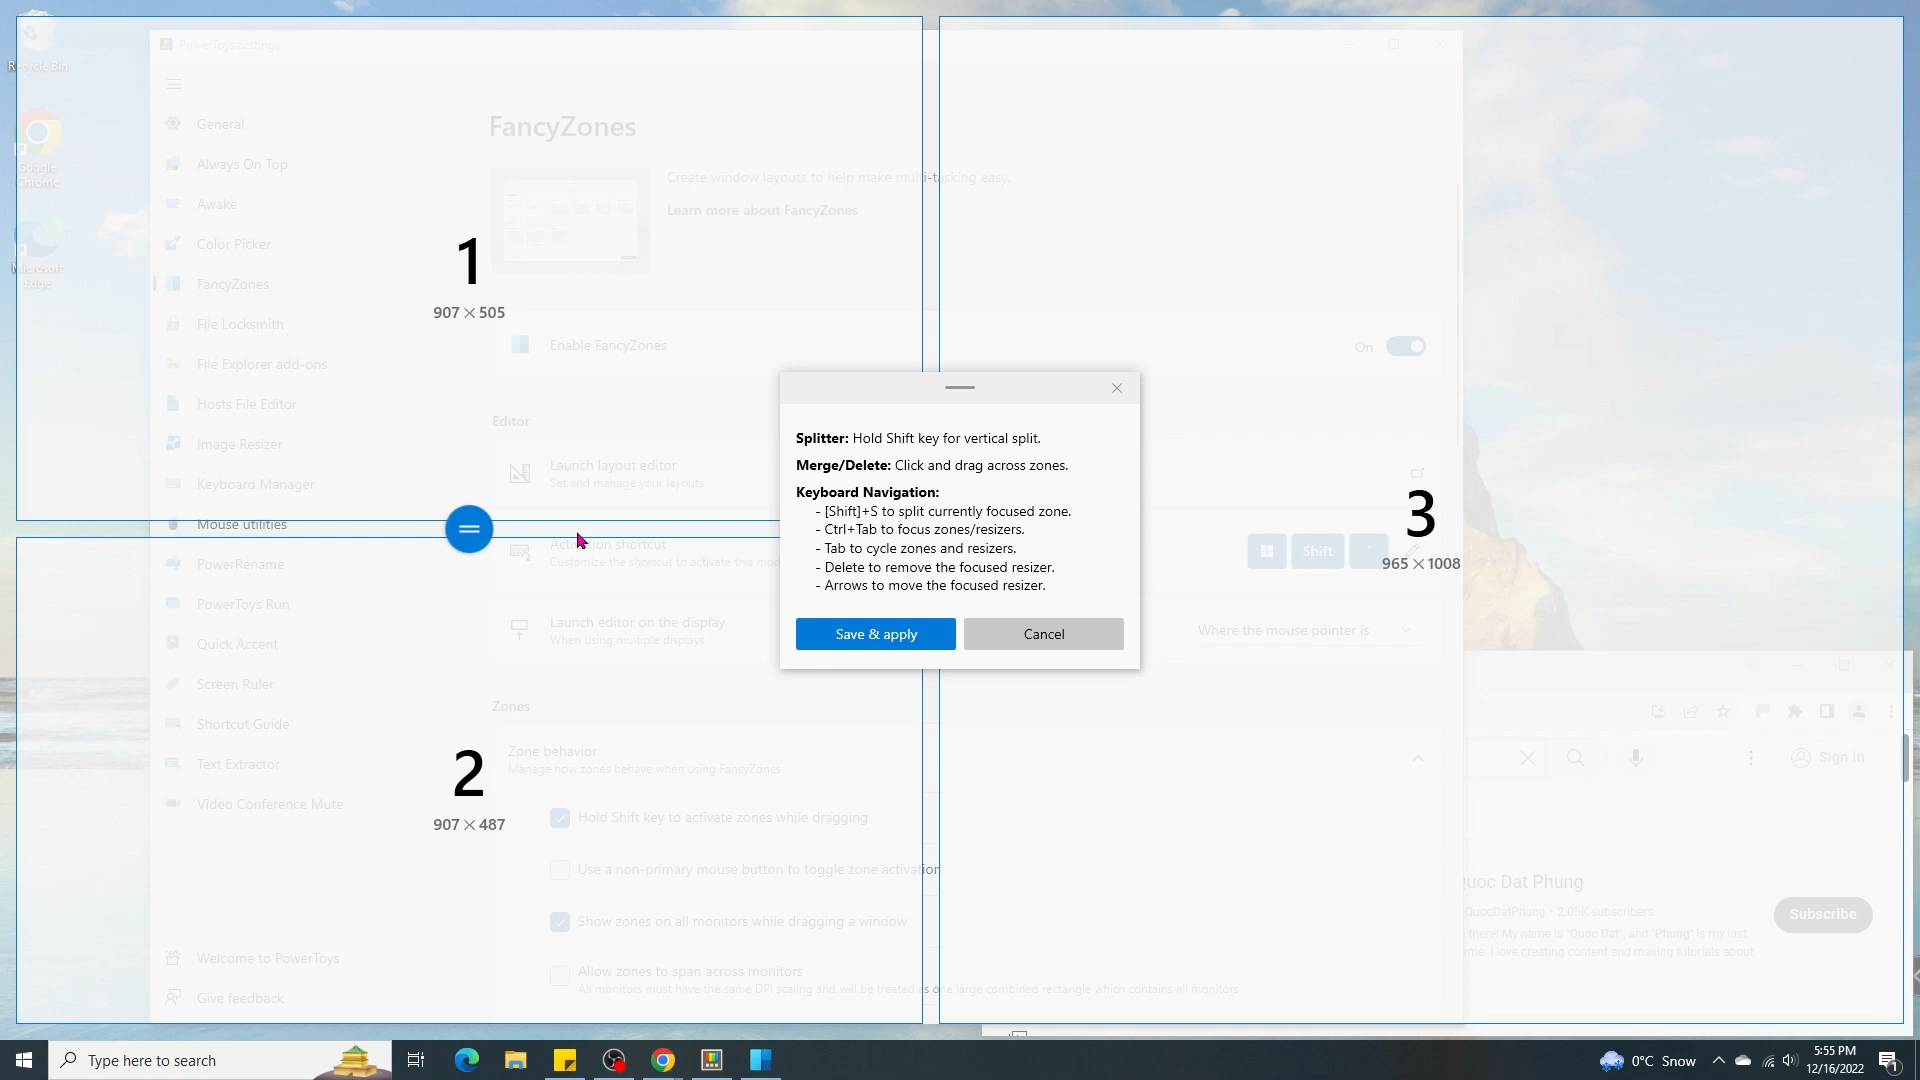 Recycle Bin
Google
Chrome
Microsoft
Edge
PowerToys Settings
General
Always On Top
Awake
Color Picker
FancyZones
File Locksmith
File Explorer add-ons
Hosts File Editor
Image Resizer
Keyboard Manager
Mouse utilities
PowerRename
PowerToys Run
Quick Accent
Screen Ruler
Shortcut Guide
Text Extractor
Video Conference Mute
Welcome to PowerToys
Give feedback
FancyZones
Create window layouts to help make multi-tasking easy.
Learn more about FancyZones
1
907 × 505
Enable FancyZones
On
Editor
Launch layout editor
Set and manage your layouts
Activation shortcut
Customize the shortcut to activate this mod
Shift
Launch editor on the display
When using multiple displays
Where the mouse pointer is
Zones
Zone behavior
Manage how zones behave when using FancyZones
2
907 × 487
Hold Shift key to activate zones while dragging
Use a non-primary mouse button to toggle zone activation
Show zones on all monitors while dragging a window
Allow zones to span across monitors
All monitors must have the same DPI scaling and will be treated as one large combined rectangle which contains all monitors
3
965 × 1008
Splitter: Hold Shift key for vertical split.
Merge/Delete: Click and drag across zones.
Keyboard Navigation:
- [Shift]+S to split currently focused zone.
- Ctrl+Tab to focus zones/resizers.
- Tab to cycle zones and resizers.
- Delete to remove the focused resizer.
- Arrows to move the focused resizer.
Save & apply
Cancel
Sign in
uoc Dat Phung
QuocDatPhung • 2.05K subscribers
there! My name is "Quoc Dat", and "Phung" is my last
me. I love creating content and making tutorials about
Subscribe
Type here to search
0°C Snow
5:55 PM
12/16/2022
1